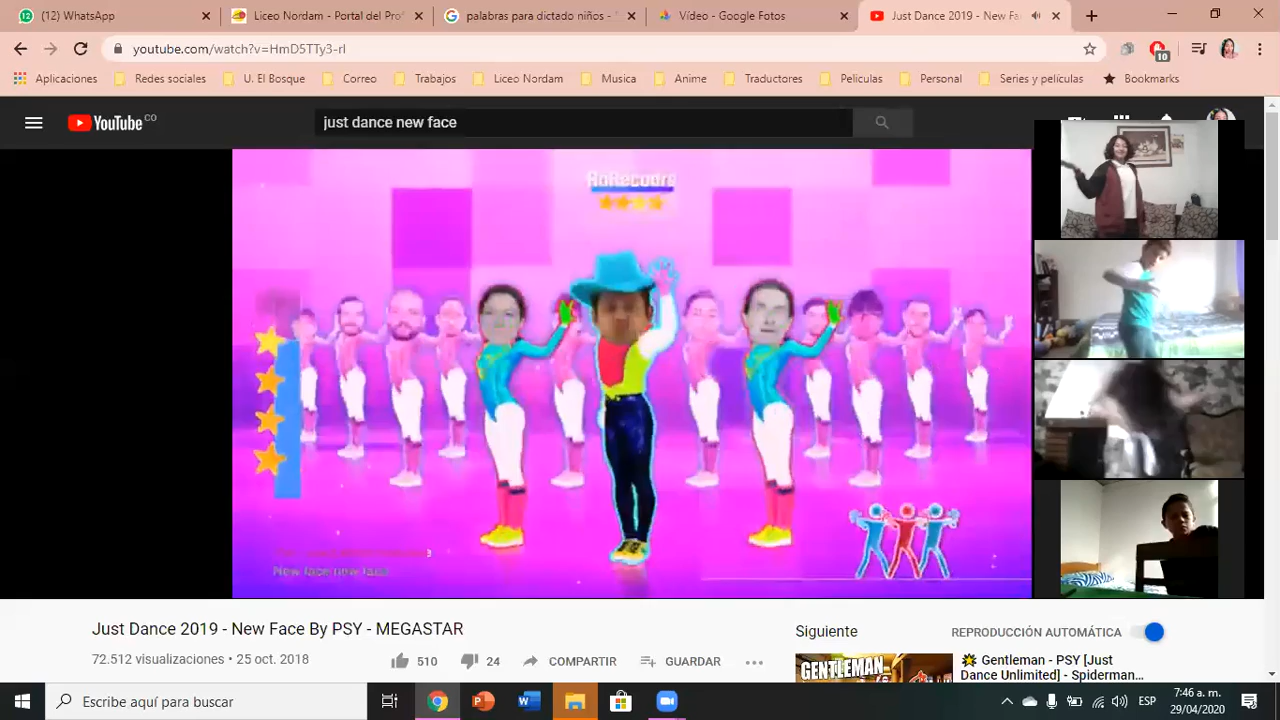 (12) WhatsApp
Liceo Nordam - Portal del Pro
palabras para dictado niños -
Vídeo - Google Fotos
Just Dance 2019 - New Fa
youtube.com/watch?v=HmD5TTy3-rI
10
Aplicaciones
Redes sociales
U. El Bosque
Correo
Trabajos
Liceo Nordam
Musica
Anime
Traductores
Películas
Personal
Series y películas
Bookmarks
YouTube CO
just dance new face
New face new face
Just Dance 2019 - New Face By PSY - MEGASTAR
72.512 visualizaciones • 25 oct. 2018
510
24
COMPARTIR
GUARDAR
Siguiente
REPRODUCCIÓN AUTOMÁTICA
GENTLEMAN
Gentleman - PSY [Just
Dance Unlimited] - Spiderman...
Escribe aquí para buscar
ESP
7:46 a. m.
29/04/2020